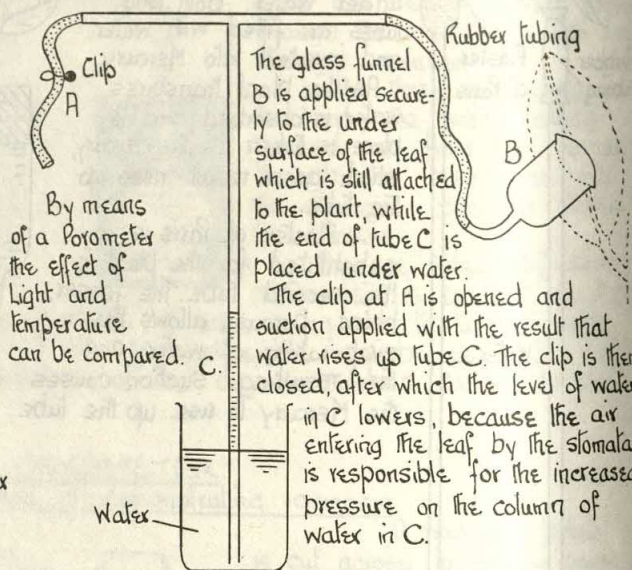 Rubber tubing
Clip
A
B
The glass funnel
B is applied secure-
ly to the under
surface of the leaf
which is still attached
to the plant, while
the end of tube C is
placed under water.
The clip at A is opened and
suction applied with the result that
water rises up tube C. The clip is then
closed, after which the level of water
in C lowers, because the air
entering the leaf by the stomata
is responsible for the increased
pressure on the column of
water in C.
By means
of a Porometer
the effect of
Light and
temperature
can be compared.
C.
Water